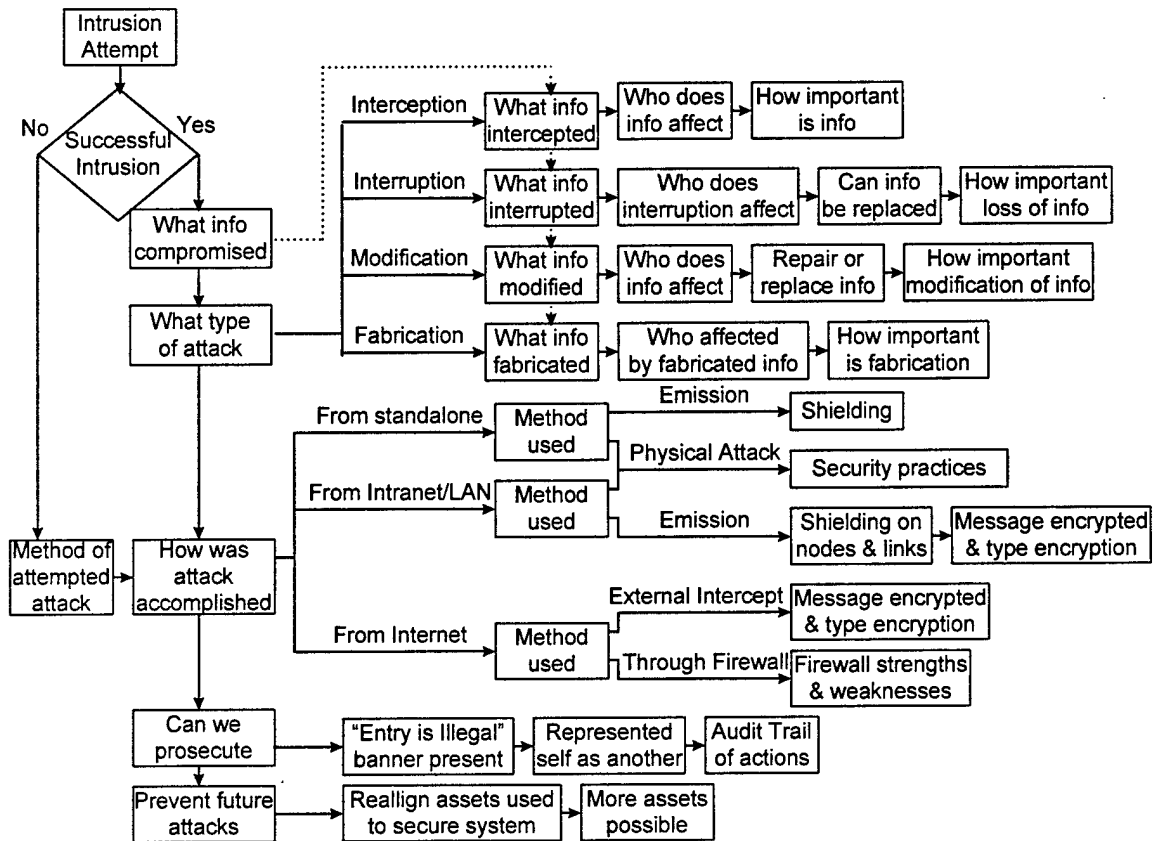 Intrusion
Attempt
No
Yes
Successful
Intrusion
What info
compromised
What type
of attack
Interception
What info
intercepted
Who does
info affect
How important
is info
Interruption
What info
interrupted
Who does
interruption affect
Can info
be replaced
How important
loss of info
Modification
What info
modified
Who does
info affect
Repair or
replace info
How important
modification of info
Fabrication
What info
fabricated
Who affected
by fabricated info
How important
is fabrication
From standalone
Method
used
Emission
Shielding
Physical Attack
Security practices
From Intranet/LAN
Method
used
Emission
Shielding on
nodes & links
Message encrypted
& type encryption
Method of
attempted
attack
How was
attack
accomplished
From Internet
Method
used
External Intercept
Message encrypted
& type encryption
Through Firewall
Firewall strengths
& weaknesses
Can we
prosecute
“Entry is Illegal”
banner present
Represented
self as another
Audit Trail
of actions
Prevent future
attacks
Reallign assets used
to secure system
More assets
possible